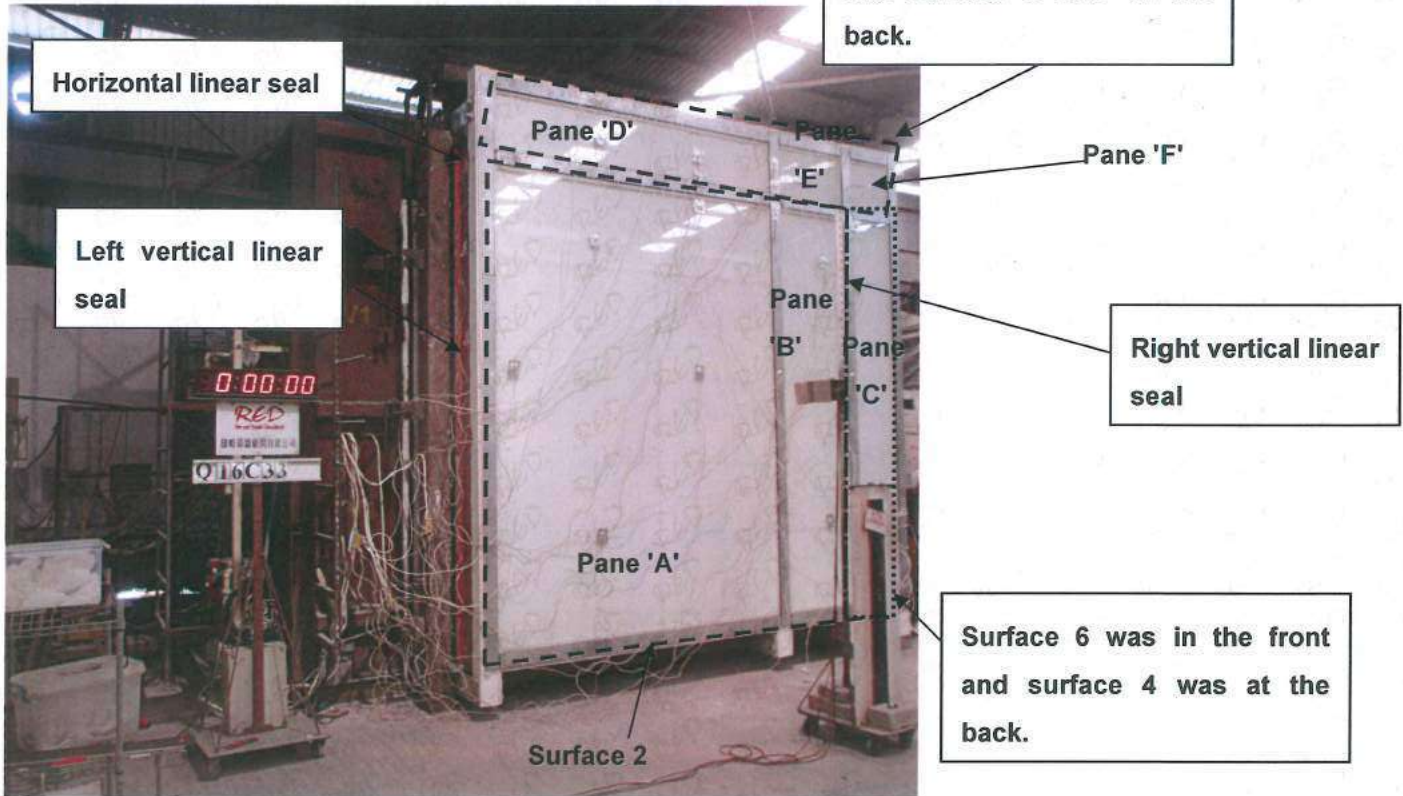 back.
Horizontal linear seal
Pane 'D'
Pane
'E'
Pane 'F'
Left vertical linear
seal
Pane
'B'
Pane
'C'
Right vertical linear
seal
0:00:00
RED
Q16C33
Pane 'A'
Surface 6 was in the front
and surface 4 was at the
back.
Surface 2